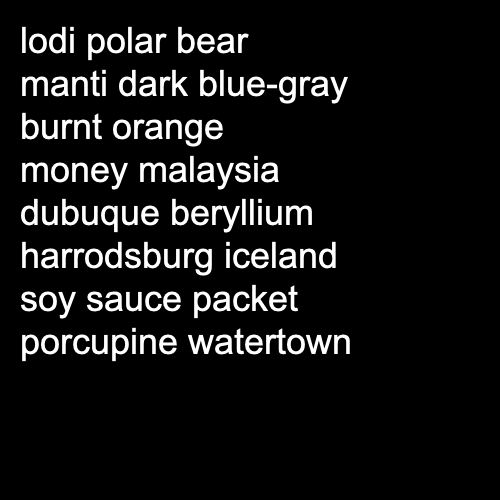 lodi polar bear
manti dark blue-gray
burnt orange
money malaysia
dubuque beryllium
harrodsburg iceland
soy sauce packet
porcupine watertown